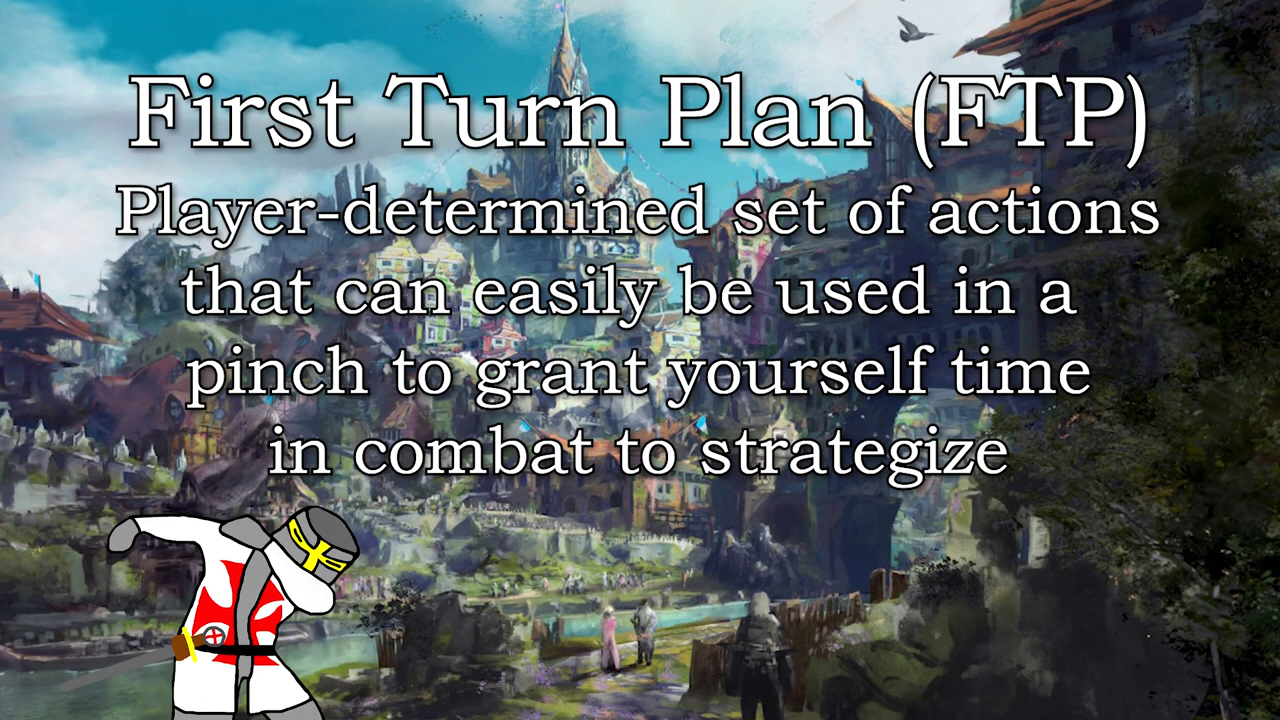 First Turn Plan (FTP)
Player-determined set of actions
that can easily be used in a
pinch to grant yourself time
in combat to strategize